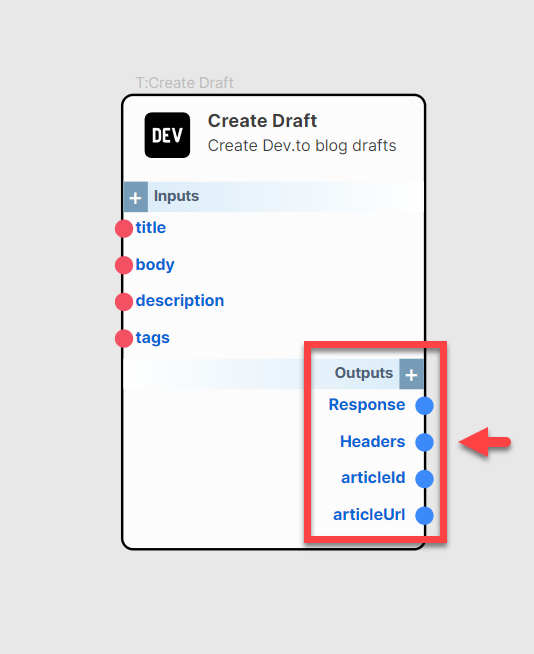 T:Create Draft
DEV
Create Draft
Create Dev.to blog drafts
+ Inputs
title
body
description
tags
Outputs +
Response
Headers
articleId
articleUrl